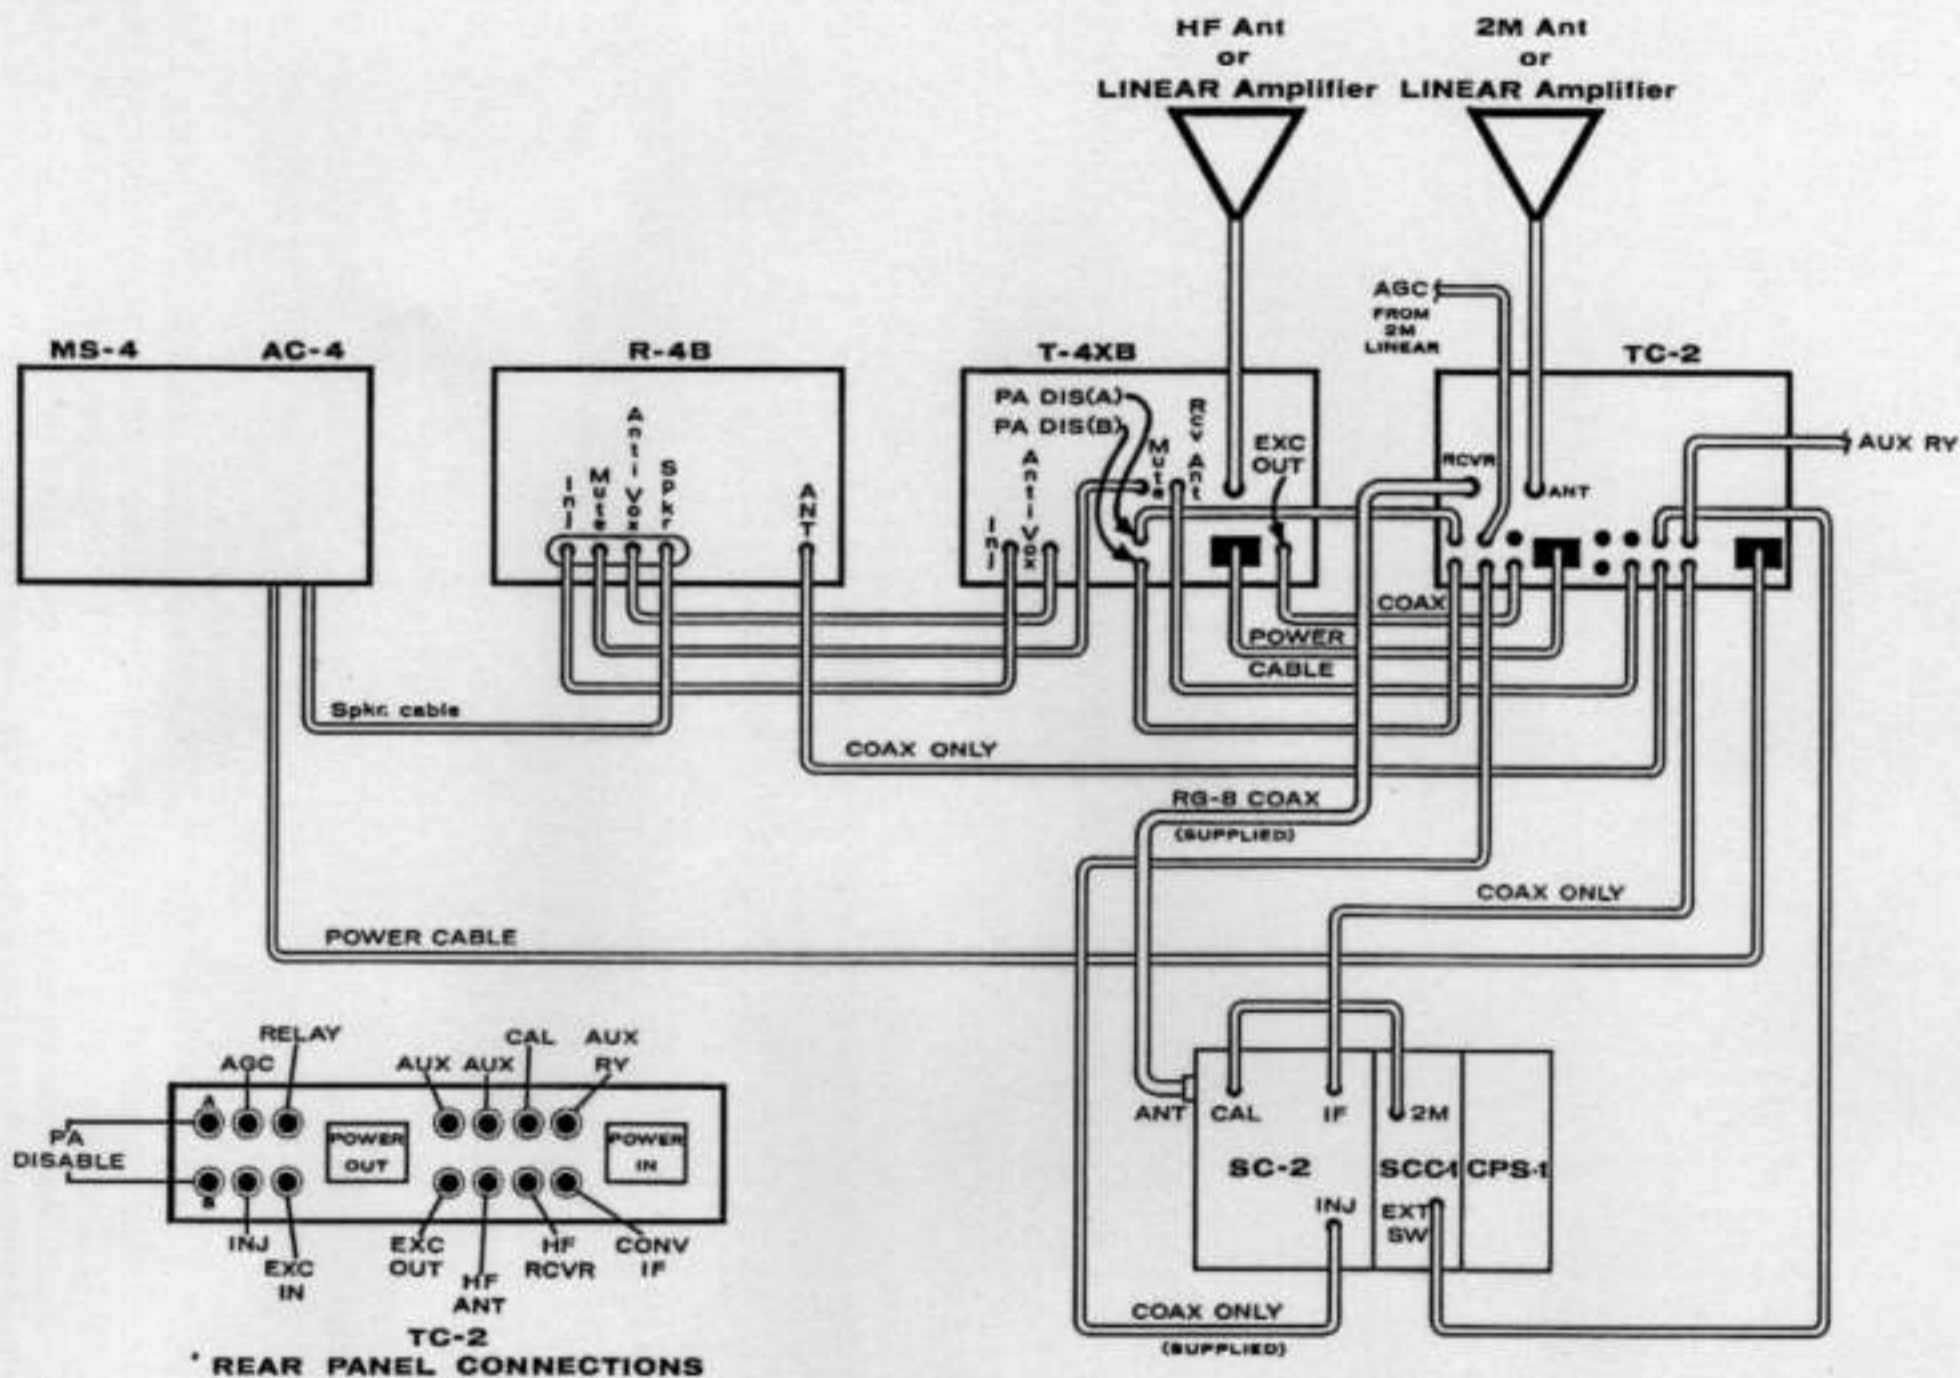 HF Ant
or
LINEAR Amplifier
2M Ant
or
LINEAR Amplifier
AGC
FROM
2M
LINEAR
MS-4
AC-4
R-4B
T-4XB
TC-2
PA DIS(A)
PA DIS(B)
Inj
Mute
Anti Vox
Spkr
ANT
Inj
Anti Vox
Mute
Rcv Ant
EXC
OUT
RCVR
ANT
AUX RY
COAX
POWER
CABLE
Spkr. cable
COAX ONLY
RG-8 COAX
(SUPPLIED)
COAX ONLY
POWER CABLE
RELAY
AGC
AUX
AUX
CAL
AUX
RY
A
PA
DISABLE
POWER
OUT
POWER
IN
B
INJ
EXC
IN
EXC
OUT
HF
ANT
HF
RCVR
CONV
IF
TC-2
REAR PANEL CONNECTIONS
ANT
CAL
IF
2M
SC-2
SCC-1
CPS-1
INJ
EXT
SW
COAX ONLY
(SUPPLIED)